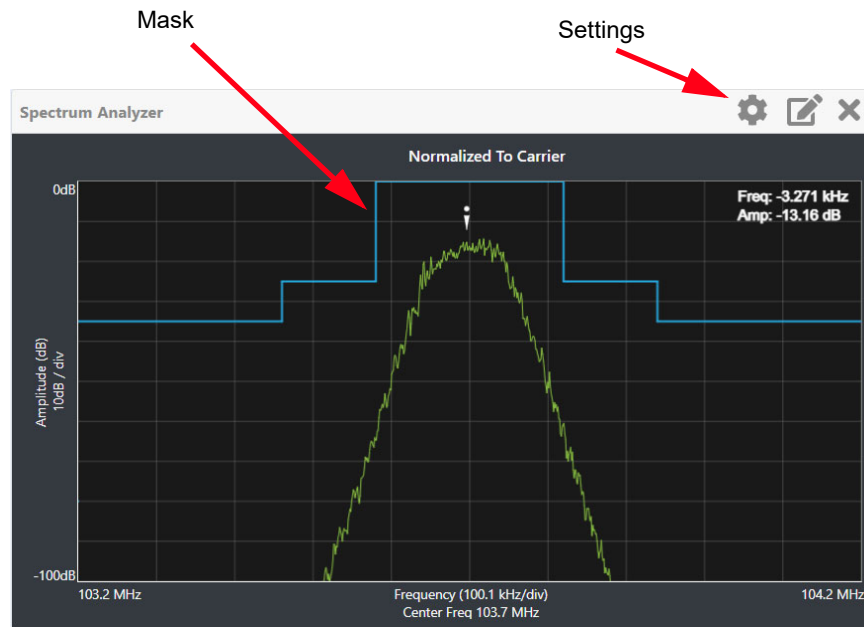 Mask
Settings
Spectrum Analyzer
Normalized To Carrier
0dB
Freq: -3.271 kHz
Amp: -13.16 dB
Amplitude (dB)
10dB / div
-100dB
103.2 MHz
Frequency (100.1 kHz/div)
104.2 MHz
Center Freq 103.7 MHz